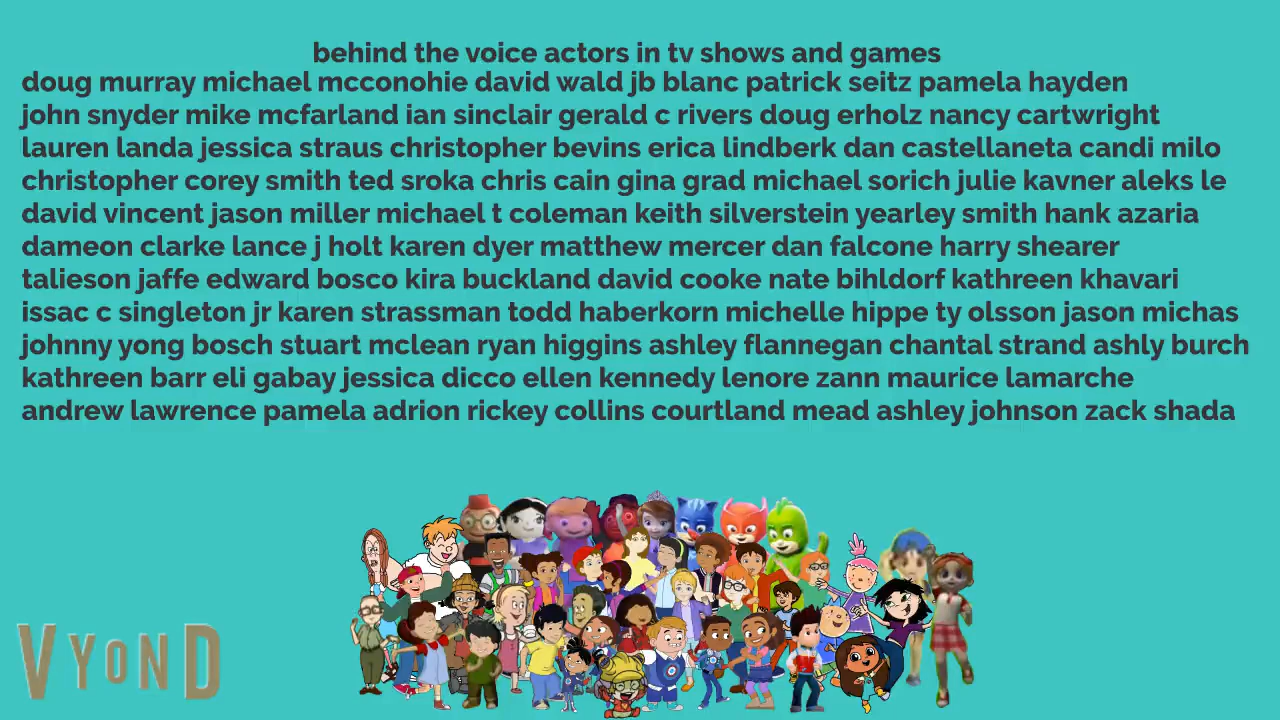 behind the voice actors in tv shows and games
doug murray michael mcconohie david wald jb blanc patrick seitz pamela hayden
john snyder mike mcfarland ian sinclair gerald c rivers doug erholz nancy cartwright
lauren landa jessica straus christopher bevins erica lindberk dan castellaneta candi milo
christopher corey smith ted sroka chris cain gina grad michael sorich julie kavner aleks le
david vincent jason miller michael t coleman keith silverstein yearley smith hank azaria
dameon clarke lance j holt karen dyer matthew mercer dan falcone harry shearer
talieson jaffe edward bosco kira buckland david cooke nate bihldorf kathreen khavari
issac c singleton jr karen strassman todd haberkorn michelle hippe ty olsson jason michas
johnny yong bosch stuart mclean ryan higgins ashley flannegan chantal strand ashly burch
kathreen barr eli gabay jessica dicco ellen kennedy lenore zann maurice lamarche
andrew lawrence pamela adrion rickey collins courtland mead ashley johnson zack shada
VYOND